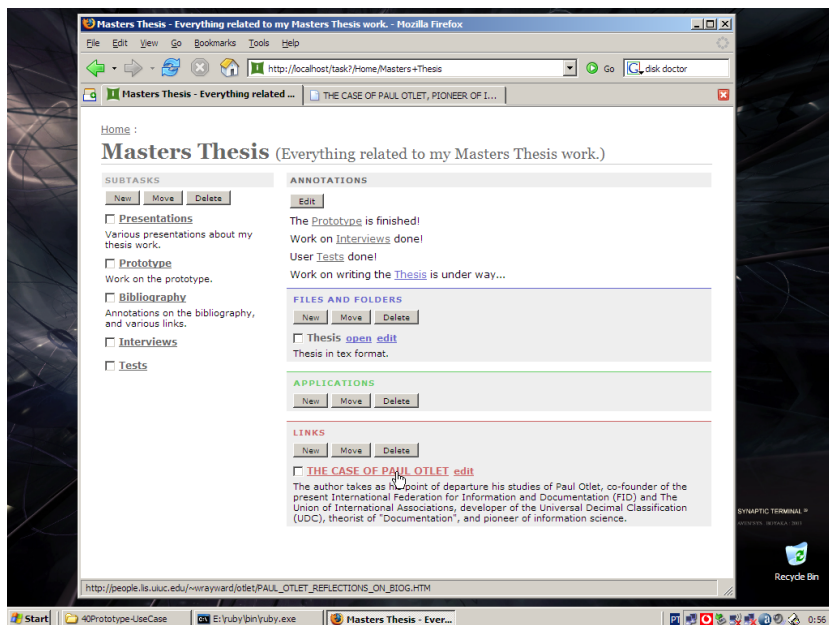 Masters Thesis - Everything related to my Masters Thesis work. - Mozilla Firefox
File Edit View Go Bookmarks Tools Help
http://localhost/task?/Home/Masters+Thesis
Go
disk doctor
Masters Thesis - Everything related ...
THE CASE OF PAUL OTLET, PIONEER OF I...
Home :
Masters Thesis (Everything related to my Masters Thesis work.)
SUBTASKS
New Move Delete
Presentations
Various presentations about my
thesis work.
Prototype
Work on the prototype.
Bibliography
Annotations on the bibliography,
and various links.
Interviews
Tests
ANNOTATIONS
Edit
The Prototype is finished!
Work on Interviews done!
User Tests done!
Work on writing the Thesis is under way...
FILES AND FOLDERS
New Move Delete
Thesis open edit
Thesis in tex format.
APPLICATIONS
New Move Delete
LINKS
New Move Delete
THE CASE OF PAUL OTLET edit
The author takes as his point of departure his studies of Paul Otlet, co-founder of the
present International Federation for Information and Documentation (FID) and The
Union of International Associations, developer of the Universal Decimal Classification
(UDC), theorist of "Documentation", and pioneer of information science.
SYNAPTIC TERMINAL
Recycle Bin
http://people.lis.uiuc.edu/~wrayward/otlet/PAUL_OTLET_REFLECTIONS_ON_BIOG.HTM
Start
40Prototype-UseCase
E:\ruby\bin\ruby.exe
Masters Thesis - Ever...
0:56